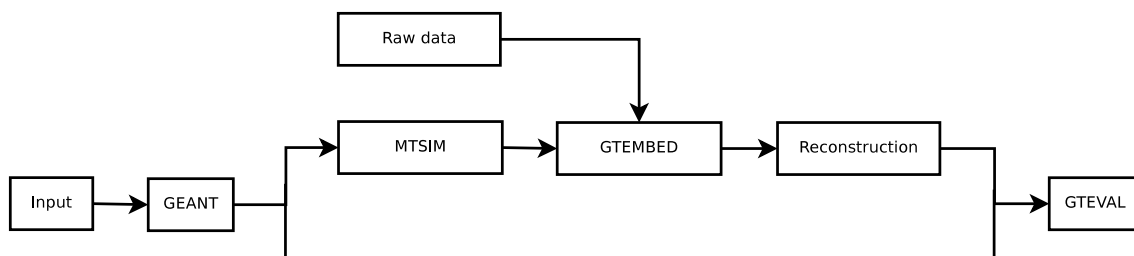 Raw data
MTSIM
GTEMBED
Reconstruction
Input
GEANT
GTEVAL